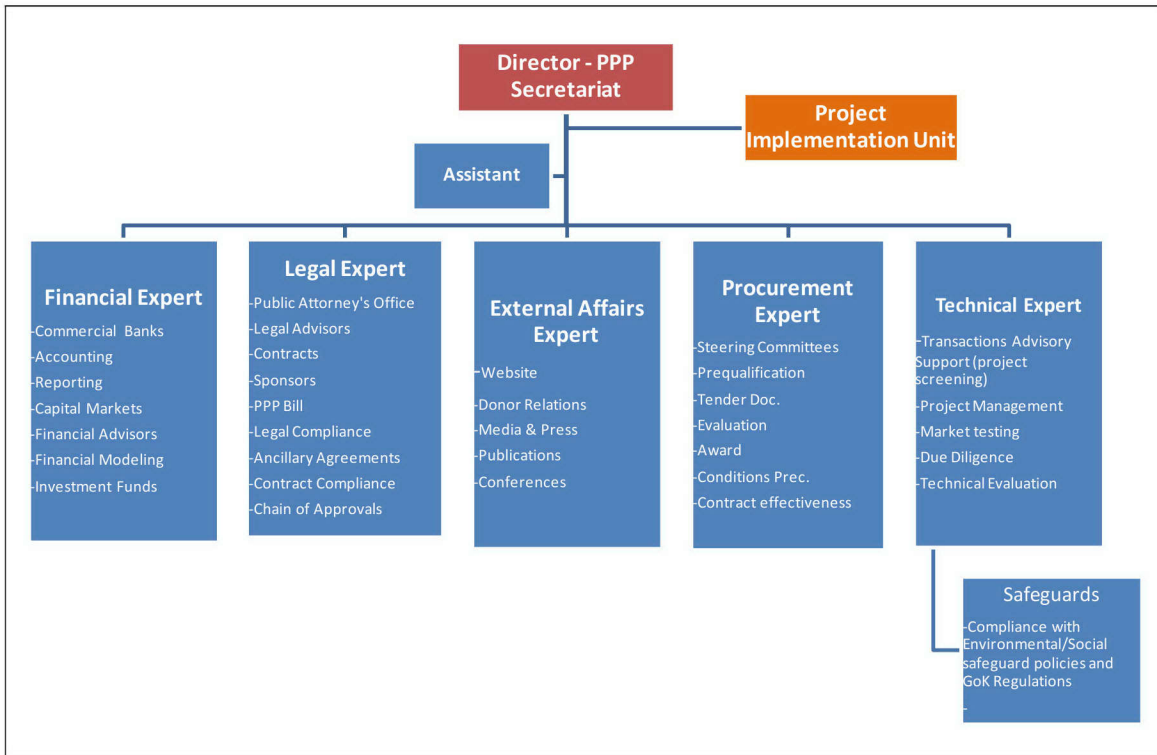 Director - PPP
Secretariat
Project
Implementation Unit
Assistant
Financial Expert
-Commercial Banks
-Accounting
-Reporting
-Capital Markets
-Financial Advisors
-Financial Modeling
-Investment Funds
Legal Expert
-Public Attorney's Office
-Legal Advisors
-Contracts
-Sponsors
-PPP Bill
-Legal Compliance
-Ancillary Agreements
-Contract Compliance
-Chain of Approvals
External Affairs
Expert
-Website
-Donor Relations
-Media & Press
-Publications
-Conferences
Procurement
Expert
-Steering Committees
-Prequalification
-Tender Doc.
-Evaluation
-Award
-Conditions Prec.
-Contract effectiveness
Technical Expert
-Transactions Advisory
Support (project
screening)
-Project Management
-Market testing
-Due Diligence
-Technical Evaluation
Safeguards
-Compliance with
Environmental/Social
safeguard policies and
GoK Regulations
-